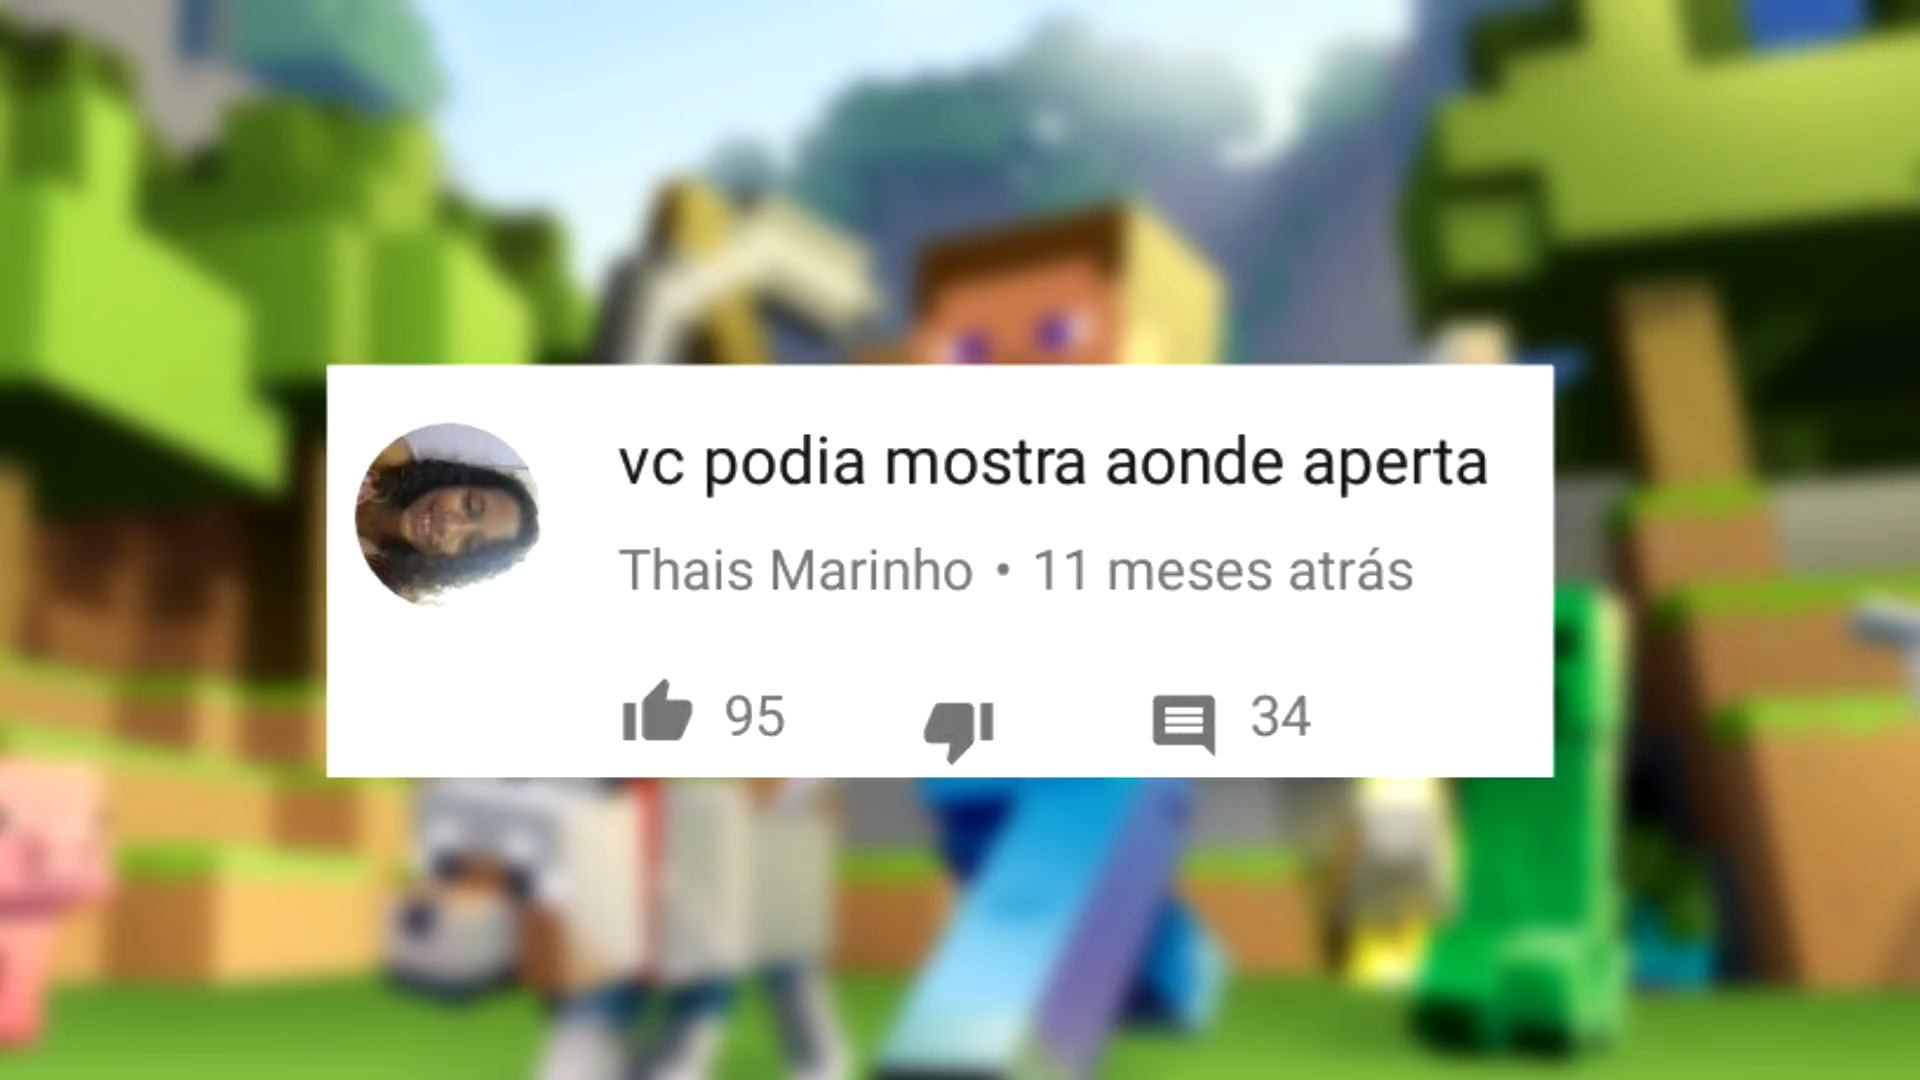 vc podia mostra aonde aperta
Thais Marinho • 11 meses atrás
95 34